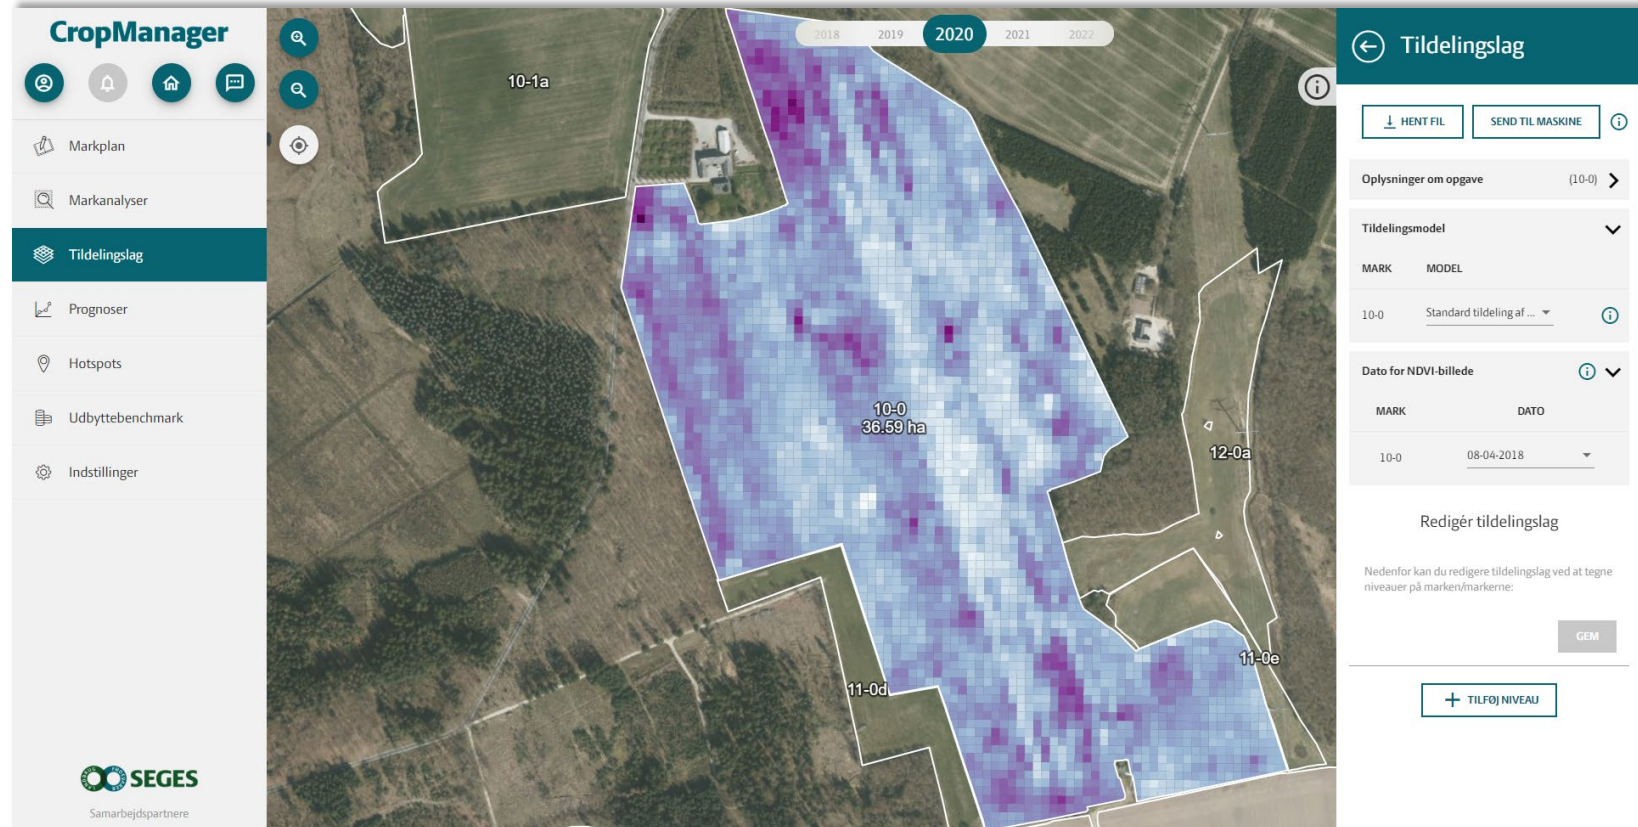 CropManager
Markplan
Markanalyser
Tildelingslag
Prognoser
Hotspots
Udbyttebenchmark
Indstillinger
SEGES
Samarbejdspartnere
2018 2019 2020 2021 2022
10-1a
10-0
36.59 ha
12-0a
11-0e
11-0d
Tildelingslag
HENT FIL SEND TIL MASKINE
Oplysninger om opgave (10-0)
Tildelingsmodel
MARK MODEL
10-0 Standard tildeling af ...
Dato for NDVI-billede
MARK DATO
10-0 08-04-2018
Redigér tildelingslag
Nedenfor kan du redigere tildelingslag ved at tegne
niveauer på marken/markerne:
GEM
+ TILFØJ NIVEAU